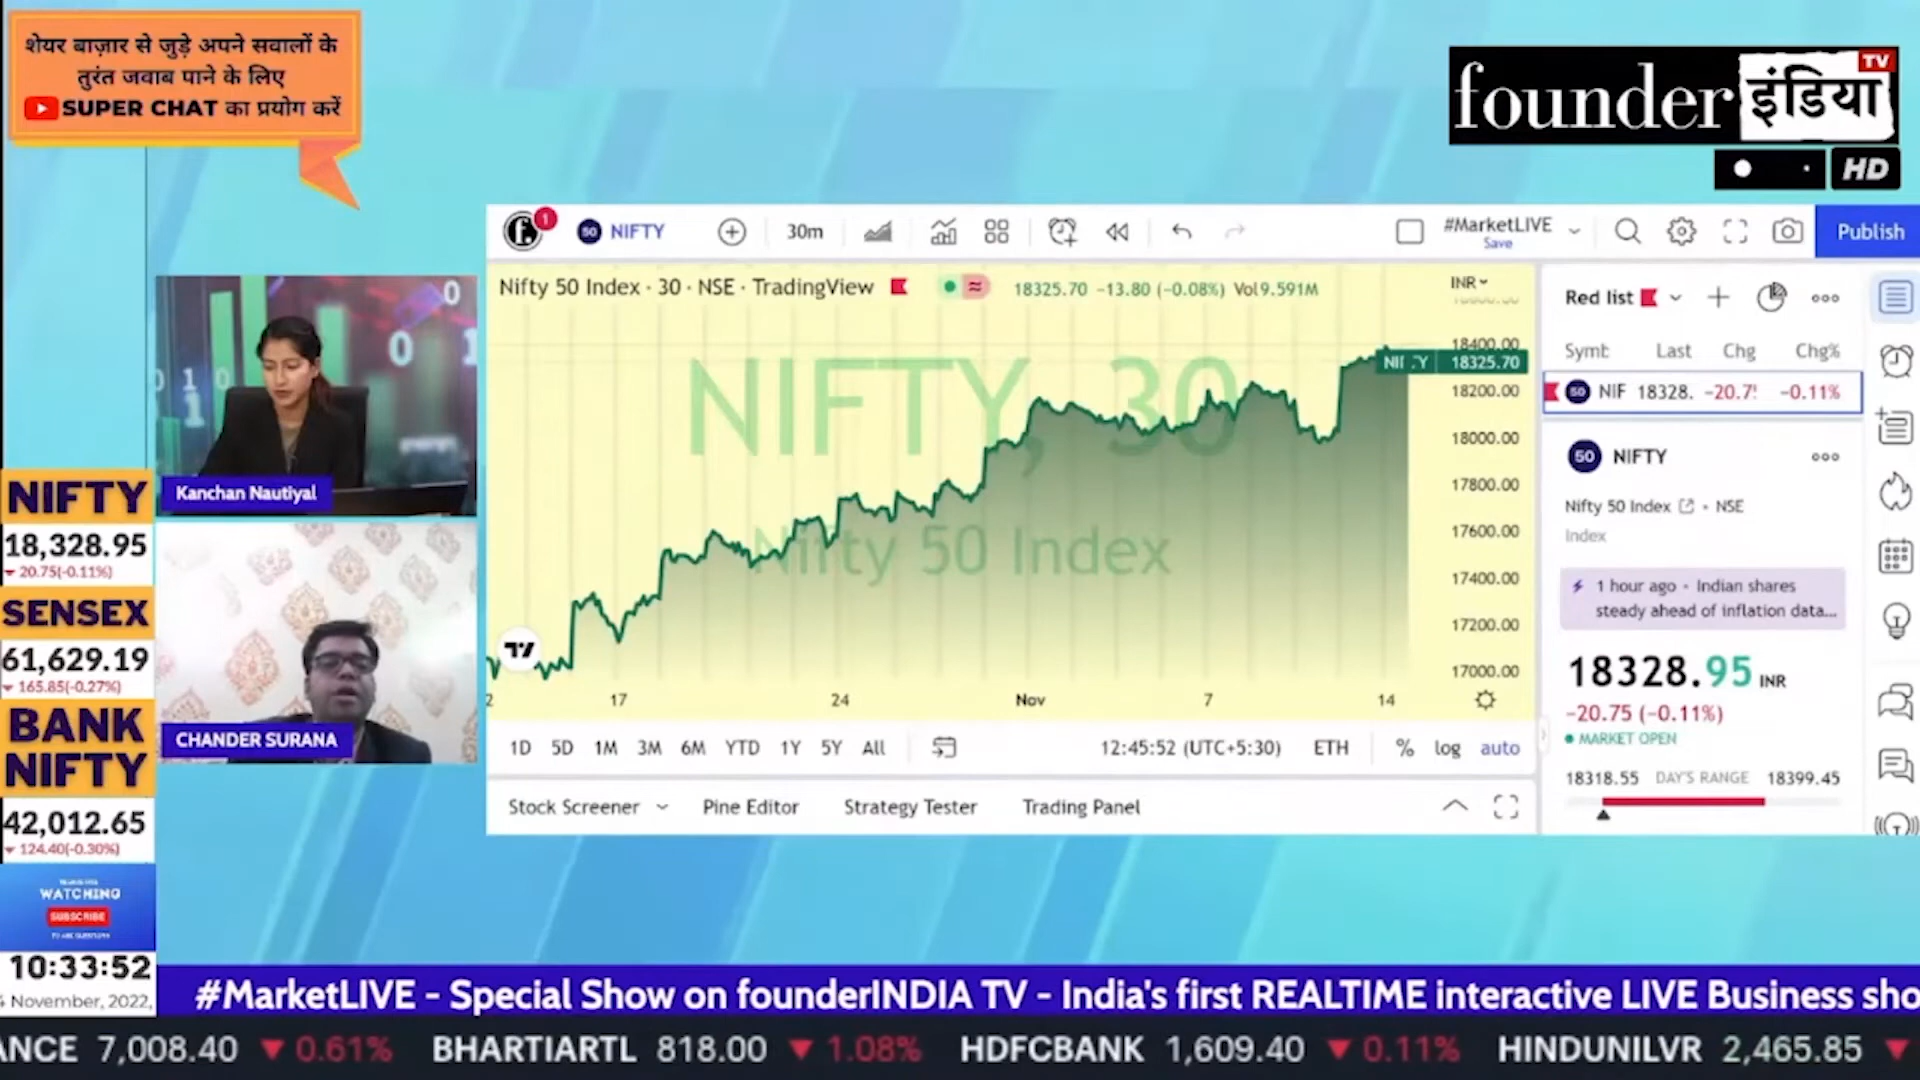 शेयर बाज़ार से जुड़े अपने सवालों के
तुरंत जवाब पाने के लिए
SUPER CHAT का प्रयोग करें
founder इंडिया TV
HD
1
50 NIFTY
30m
#MarketLIVE
Save
Publish
Nifty 50 Index · 30 · NSE · TradingView
18325.70 −13.80 (−0.08%) Vol 9.591M
INR
NIFTY, 30
Nifty 50 Index
18400.00
18325.70
18200.00
18000.00
17800.00
17600.00
17400.00
17200.00
17000.00
2 17 24 Nov 7 14
1D 5D 1M 3M 6M YTD 1Y 5Y All
12:45:52 (UTC+5:30) ETH % log auto
Stock Screener Pine Editor Strategy Tester Trading Panel
Red list
Symb Last Chg Chg%
50 NIF 18328. −20.7 −0.11%
50 NIFTY
Nifty 50 Index · NSE
Index
1 hour ago · Indian shares
steady ahead of inflation data...
18328.95 INR
−20.75 (−0.11%)
MARKET OPEN
18318.55 DAY'S RANGE 18399.45
Kanchan Nautiyal
CHANDER SURANA
NIFTY
18,328.95
20.75(-0.11%)
SENSEX
61,629.19
165.85(-0.27%)
BANK
NIFTY
42,012.65
124.40(-0.30%)
WATCHING
SUBSCRIBE
10:33:52
4 November, 2022,
#MarketLIVE - Special Show on founderINDIA TV - India's first REALTIME interactive LIVE Business sho
ANCE 7,008.40 ▼ 0.61% BHARTIARTL 818.00 ▼ 1.08% HDFCBANK 1,609.40 ▼ 0.11% HINDUNILVR 2,465.85 ▼